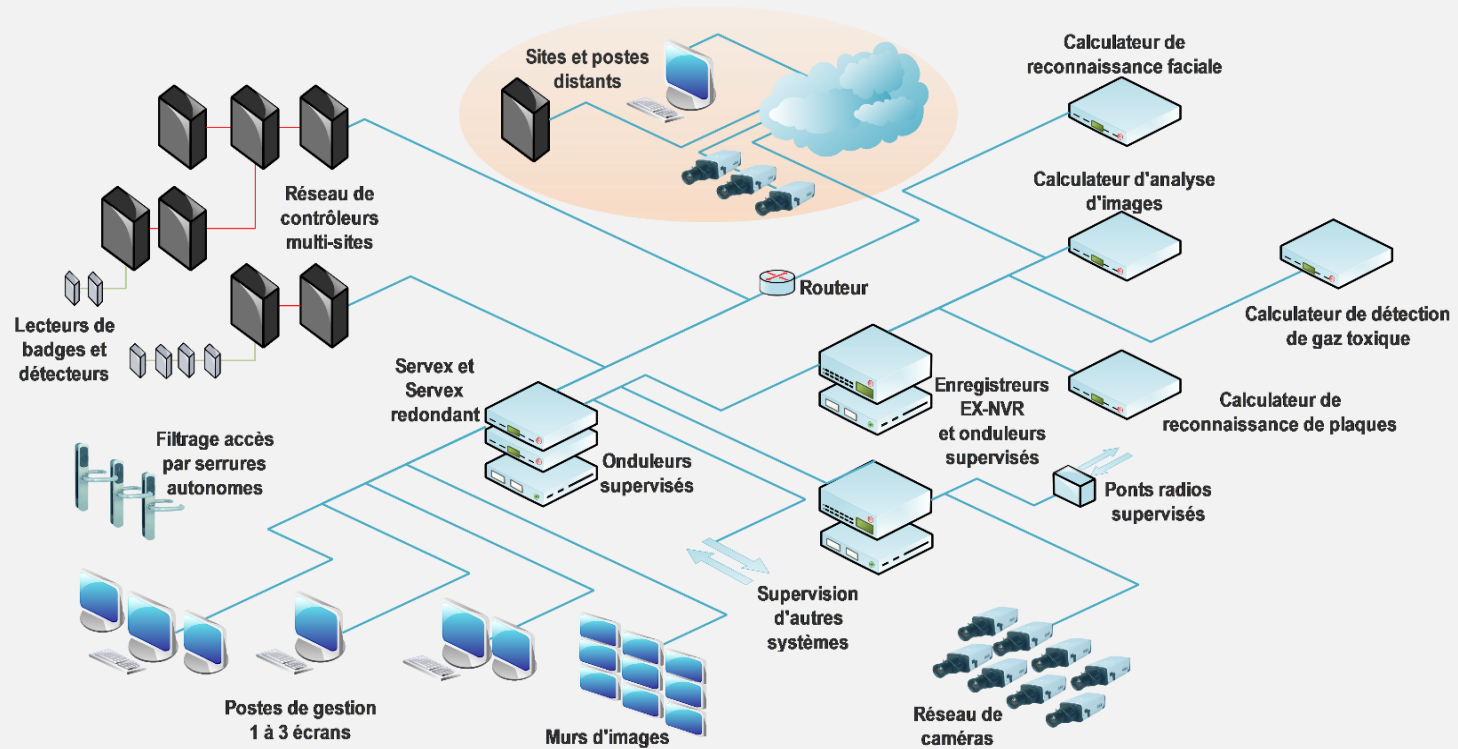 Sites et postes
distants
Calculateur de
reconnaissance faciale
Réseau de
contrôleurs
multi-sites
Calculateur d'analyse
d'images
Routeur
Calculateur de détection
de gaz toxique
Lecteurs de
badges et
détecteurs
Servex et
Servex
redondant
Enregistreurs
EX-NVR
et onduleurs
supervisés
Calculateur de
reconnaissance de plaques
Filtrage accès
par serrures
autonomes
Onduleurs
supervisés
Ponts radios
supervisés
Supervision
d'autres
systèmes
Postes de gestion
1 à 3 écrans
Murs d'images
Réseau de
caméras